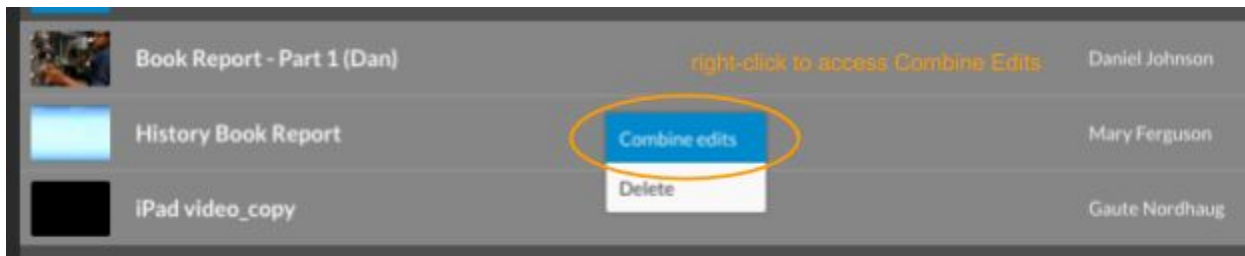 Book Report - Part 1 (Dan) right-click to access Combine Edits Daniel Johnson
History Book Report Combine edits Mary Ferguson
Delete
iPad video_copy Gaute Nordhaug